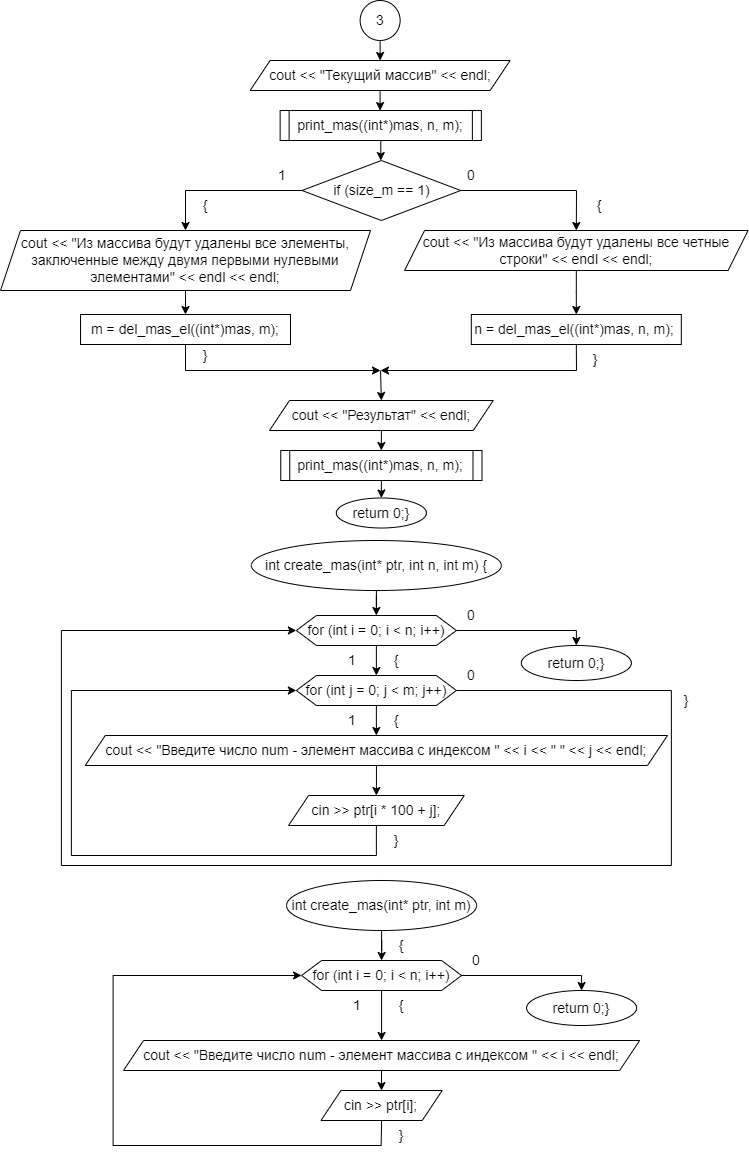 3
cout << "Текущий массив" << endl;
print_mas((int*)mas, n, m);
1
if (size_m == 1)
0
{
{
cout << "Из массива будут удалены все элементы,
заключенные между двумя первыми нулевыми
элементами" << endl << endl;
cout << "Из массива будут удалены все четные
строки" << endl << endl;
m = del_mas_el((int*)mas, m);
n = del_mas_el((int*)mas, n, m);
}
}
cout << "Результат" << endl;
print_mas((int*)mas, n, m);
return 0;}
int create_mas(int* ptr, int n, int m) {
for (int i = 0; i < n; i++)
0
return 0;}
1
{
for (int j = 0; j < m; j++)
0
}
1
{
cout << "Введите число num - элемент массива с индексом " << i << " " << j << endl;
cin >> ptr[i * 100 + j];
}
int create_mas(int* ptr, int m)
{
for (int i = 0; i < n; i++)
0
return 0;}
1
{
cout << "Введите число num - элемент массива с индексом " << i << endl;
cin >> ptr[i];
}